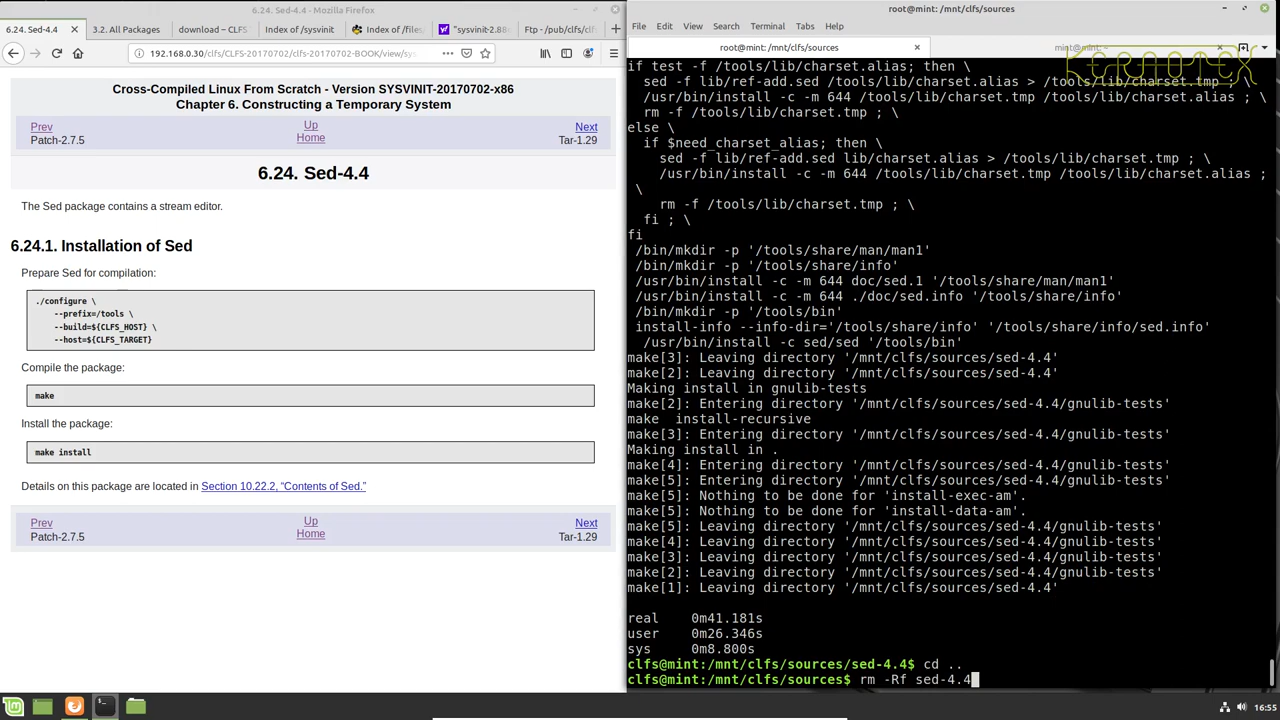 6.24. Sed-4.4 - Mozilla Firefox
6.24. Sed-4.4
3.2. All Packages
download – CLFS
Index of /sysvinit
Index of /files/
"sysvinit-2.88
Ftp - /pub/clfs/c
192.168.0.30/clfs/CLFS-20170702/clfs-20170702-BOOK/view/sys
Cross-Compiled Linux From Scratch - Version SYSVINIT-20170702-x86
Chapter 6. Constructing a Temporary System
Prev
Up
Next
Patch-2.7.5
Home
Tar-1.29
6.24. Sed-4.4
The Sed package contains a stream editor.
6.24.1. Installation of Sed
Prepare Sed for compilation:
./configure \
--prefix=/tools \
--build=${CLFS_HOST} \
--host=${CLFS_TARGET}
Compile the package:
make
Install the package:
make install
Details on this package are located in Section 10.22.2, “Contents of Sed.”
Prev
Up
Next
Patch-2.7.5
Home
Tar-1.29
root@mint: /mnt/clfs/sources
File Edit View Search Terminal Tabs Help
root@mint: /mnt/clfs/sources
mint@mint: ~
if test -f /tools/lib/charset.alias; then \
sed -f lib/ref-add.sed /tools/lib/charset.alias > /tools/lib/charset.tmp ; \
/usr/bin/install -c -m 644 /tools/lib/charset.tmp /tools/lib/charset.alias ; \
rm -f /tools/lib/charset.tmp ; \
else \
if $need_charset_alias; then \
sed -f lib/ref-add.sed lib/charset.alias > /tools/lib/charset.tmp ; \
/usr/bin/install -c -m 644 /tools/lib/charset.tmp /tools/lib/charset.alias ;
\
rm -f /tools/lib/charset.tmp ; \
fi ; \
fi
/bin/mkdir -p '/tools/share/man/man1'
/bin/mkdir -p '/tools/share/info'
/usr/bin/install -c -m 644 doc/sed.1 '/tools/share/man/man1'
/usr/bin/install -c -m 644 ./doc/sed.info '/tools/share/info'
/bin/mkdir -p '/tools/bin'
install-info --info-dir='/tools/share/info' '/tools/share/info/sed.info'
/usr/bin/install -c sed/sed '/tools/bin'
make[3]: Leaving directory '/mnt/clfs/sources/sed-4.4'
make[2]: Leaving directory '/mnt/clfs/sources/sed-4.4'
Making install in gnulib-tests
make[2]: Entering directory '/mnt/clfs/sources/sed-4.4/gnulib-tests'
make  install-recursive
make[3]: Entering directory '/mnt/clfs/sources/sed-4.4/gnulib-tests'
Making install in .
make[4]: Entering directory '/mnt/clfs/sources/sed-4.4/gnulib-tests'
make[5]: Entering directory '/mnt/clfs/sources/sed-4.4/gnulib-tests'
make[5]: Nothing to be done for 'install-exec-am'.
make[5]: Nothing to be done for 'install-data-am'.
make[5]: Leaving directory '/mnt/clfs/sources/sed-4.4/gnulib-tests'
make[4]: Leaving directory '/mnt/clfs/sources/sed-4.4/gnulib-tests'
make[3]: Leaving directory '/mnt/clfs/sources/sed-4.4/gnulib-tests'
make[2]: Leaving directory '/mnt/clfs/sources/sed-4.4/gnulib-tests'
make[1]: Leaving directory '/mnt/clfs/sources/sed-4.4'
real 0m41.181s
user 0m26.346s
sys 0m8.800s
clfs@mint:/mnt/clfs/sources/sed-4.4$ cd ..
clfs@mint:/mnt/clfs/sources$ rm -Rf sed-4.4
16:55